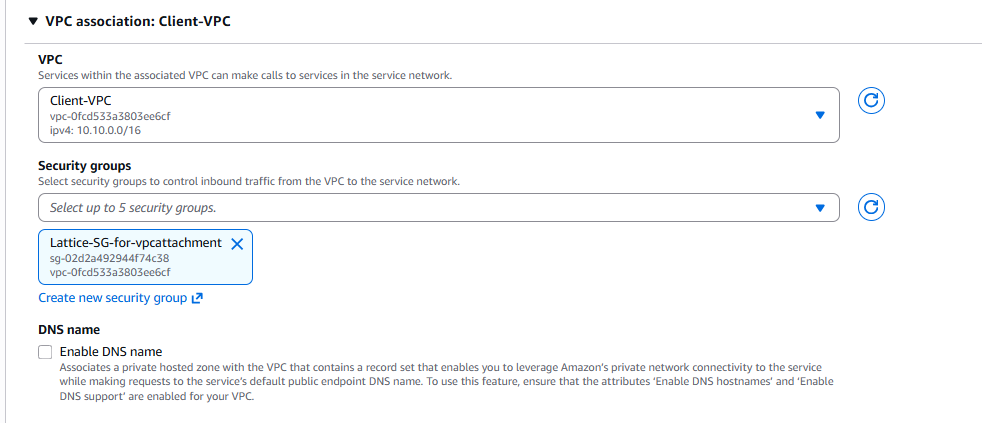 VPC association: Client-VPC
VPC
Services within the associated VPC can make calls to services in the service network.
Client-VPC
vpc-0fcd533a3803ee6cf
ipv4: 10.10.0.0/16
Security groups
Select security groups to control inbound traffic from the VPC to the service network.
Select up to 5 security groups.
Lattice-SG-for-vpcattachment
sg-02d2a492944f74c38
vpc-0fcd533a3803ee6cf
Create new security group
DNS name
Enable DNS name
Associates a private hosted zone with the VPC that contains a record set that enables you to leverage Amazon's private network connectivity to the service
while making requests to the service's default public endpoint DNS name. To use this feature, ensure that the attributes 'Enable DNS hostnames' and 'Enable
DNS support' are enabled for your VPC.